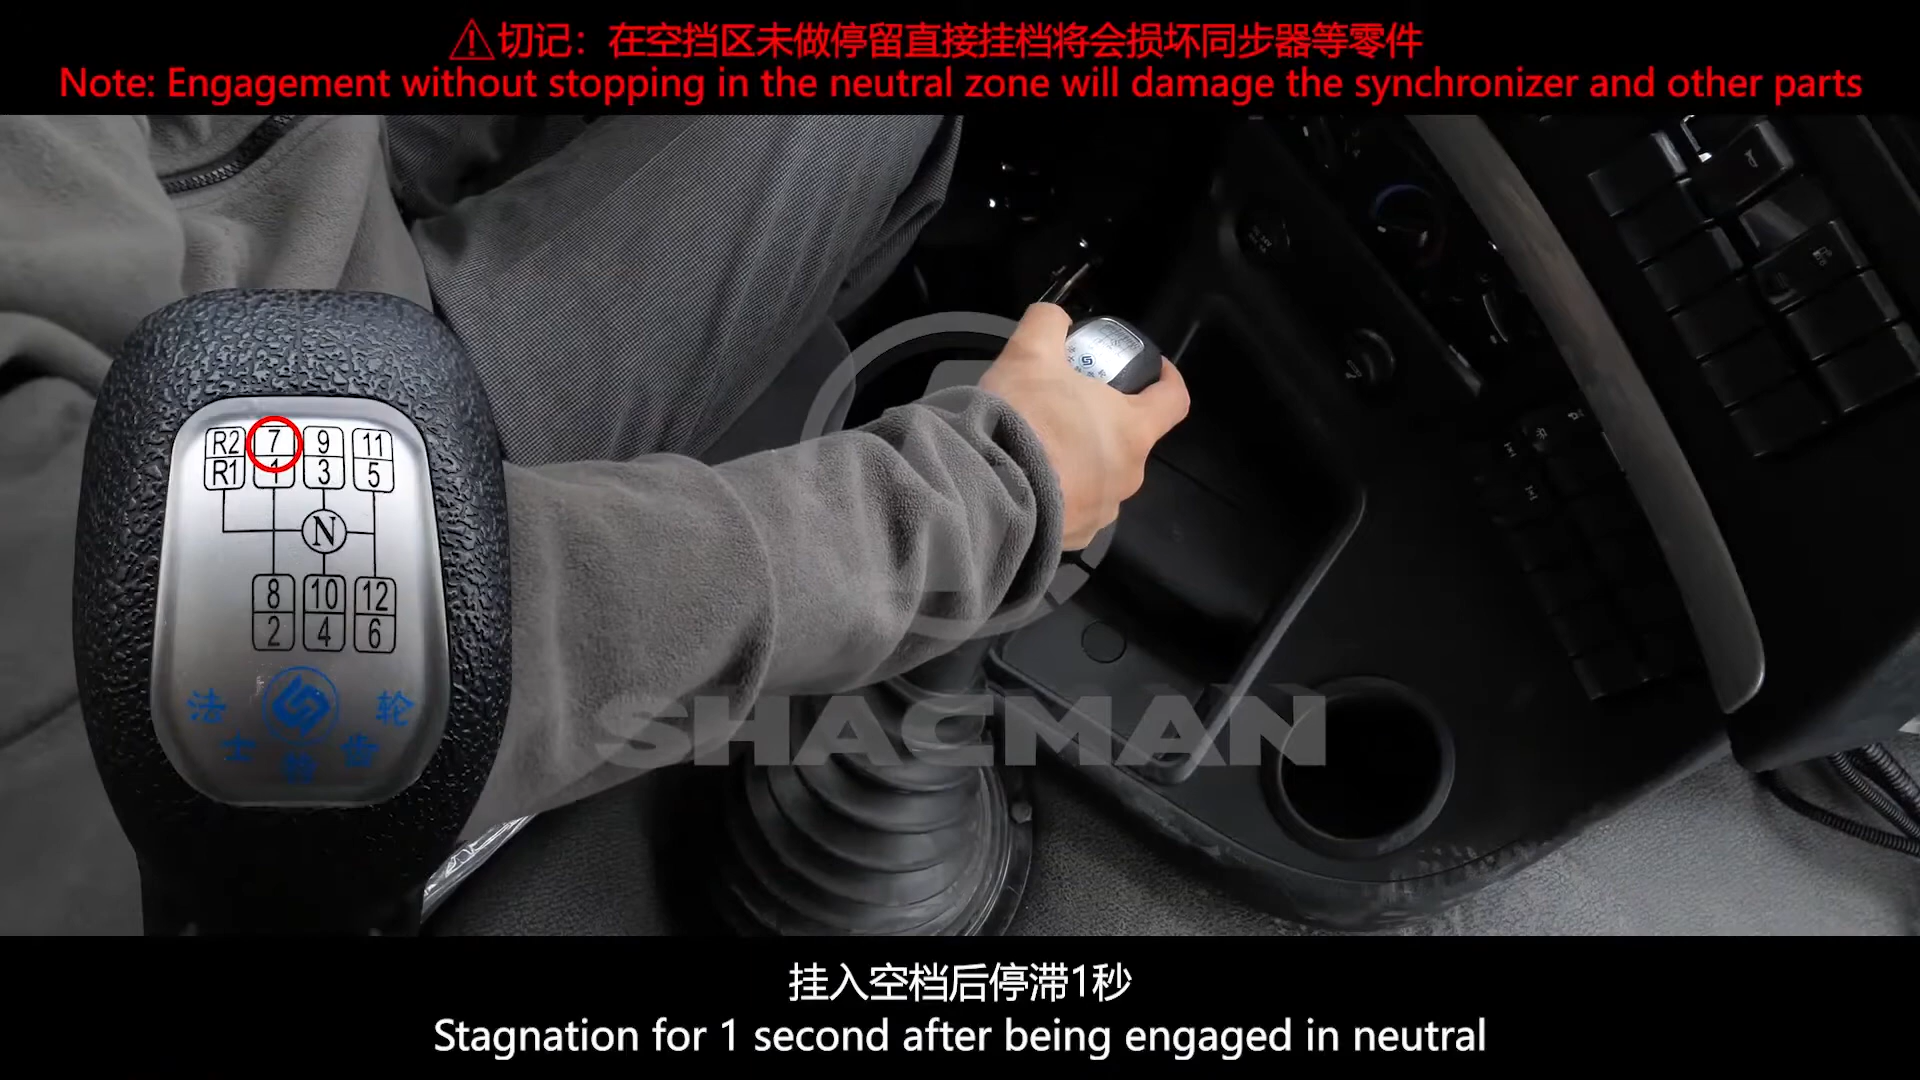 ⚠切记：在空挡区未做停留直接挂档将会损坏同步器等零件
Note: Engagement without stopping in the neutral zone will damage the synchronizer and other parts
R2 7 9 11
R1 1 3 5
N
8 10 12
2 4 6
法士特齿轮
SHACMAN
挂入空档后停滞1秒
Stagnation for 1 second after being engaged in neutral